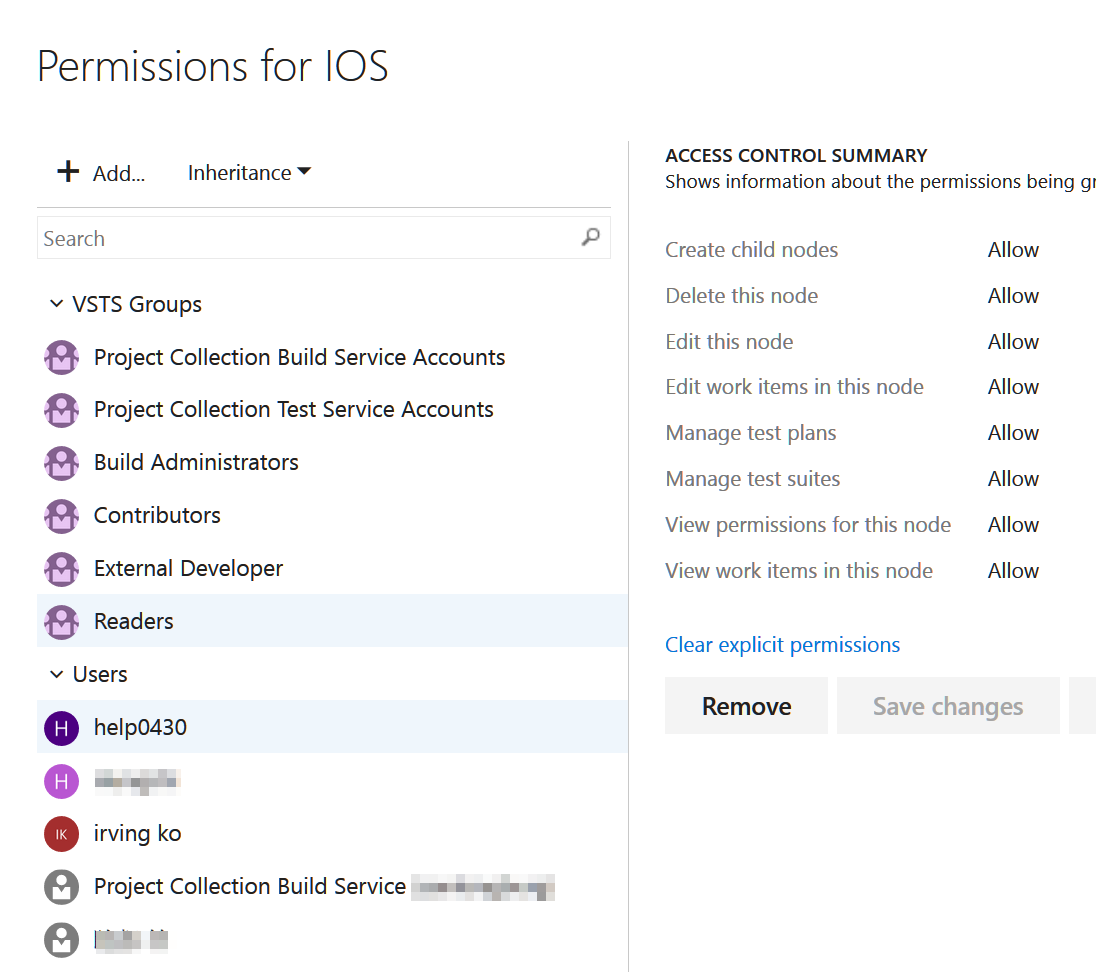 Permissions for IOS
Add...
Inheritance
Search
VSTS Groups
Project Collection Build Service Accounts
Project Collection Test Service Accounts
Build Administrators
Contributors
External Developer
Readers
Users
H
help0430
H
IK
irving ko
Project Collection Build Service
ACCESS CONTROL SUMMARY
Shows information about the permissions being
Create child nodes Allow
Delete this node Allow
Edit this node Allow
Edit work items in this node Allow
Manage test plans Allow
Manage test suites Allow
View permissions for this node Allow
View work items in this node Allow
Clear explicit permissions
Remove
Save changes